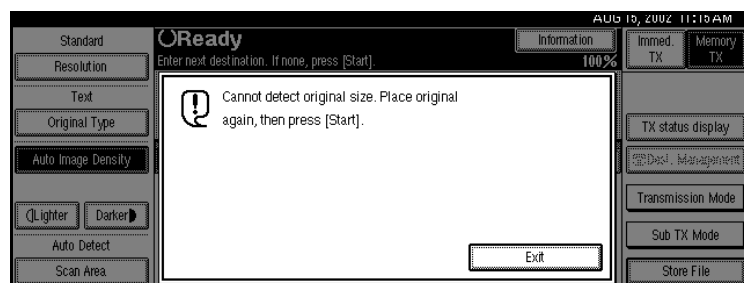 AUG 15, 2002 11:15AM
Standard
Resolution
Text
Original Type
Auto Image Density
Lighter
Darker
Auto Detect
Scan Area
Ready
Enter next destination. If none, press [Start].
Information
100%
Cannot detect original size. Place original
again, then press [Start].
Exit
Immed.
TX
Memory
TX
TX status display
Dest. Management
Transmission Mode
Sub TX Mode
Store File